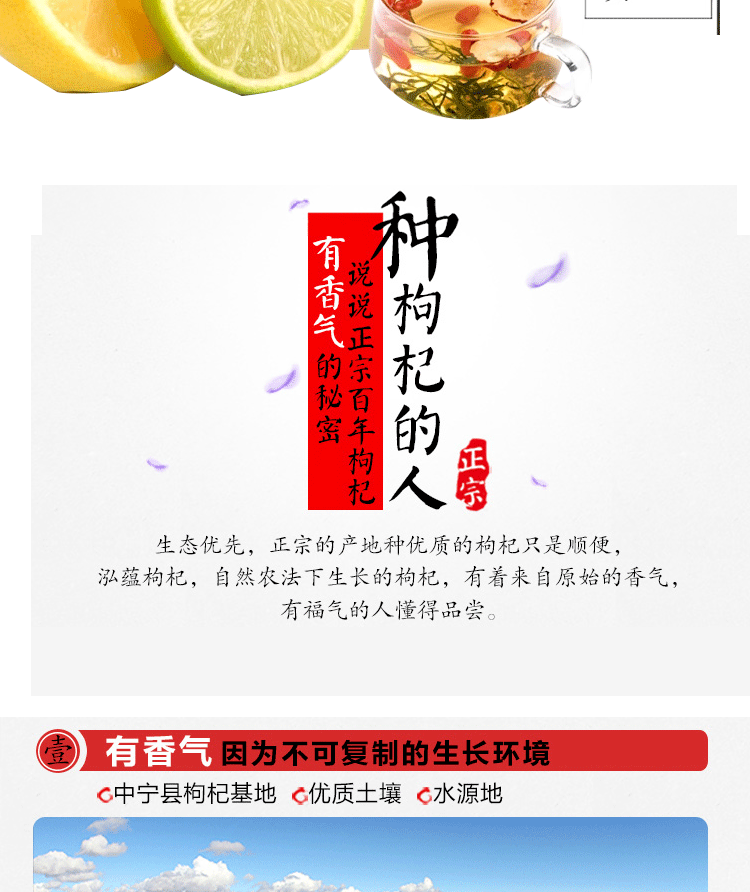 种枸杞的人
说说正宗百年枸杞
有香气的秘密
正宗
生态优先，正宗的产地种优质的枸杞只是顺便，
泓蕴枸杞，自然农法下生长的枸杞，有着来自原始的香气，
有福气的人懂得品尝。
壹 有香气 因为不可复制的生长环境
中宁县枸杞基地 优质土壤 水源地